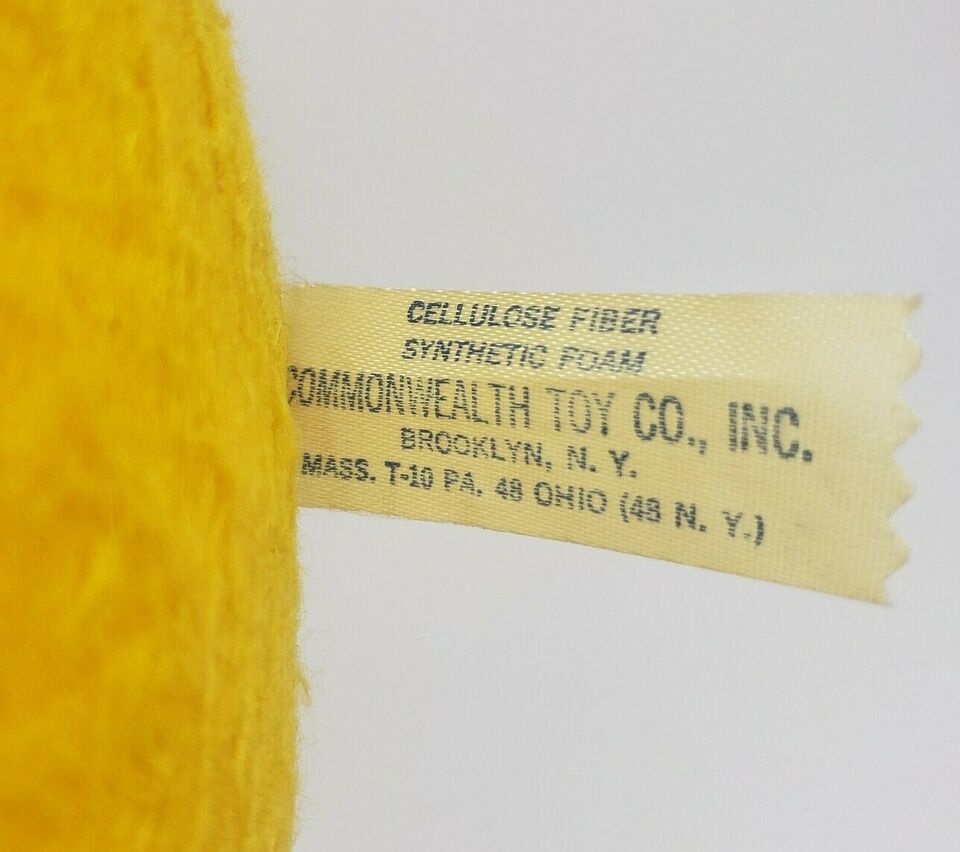 CELLULOSE FIBER
SYNTHETIC FOAM
COMMONWEALTH TOY CO., INC.
BROOKLYN, N. Y.
MASS. T-10 PA. 48 OHIO (48 N. Y.)